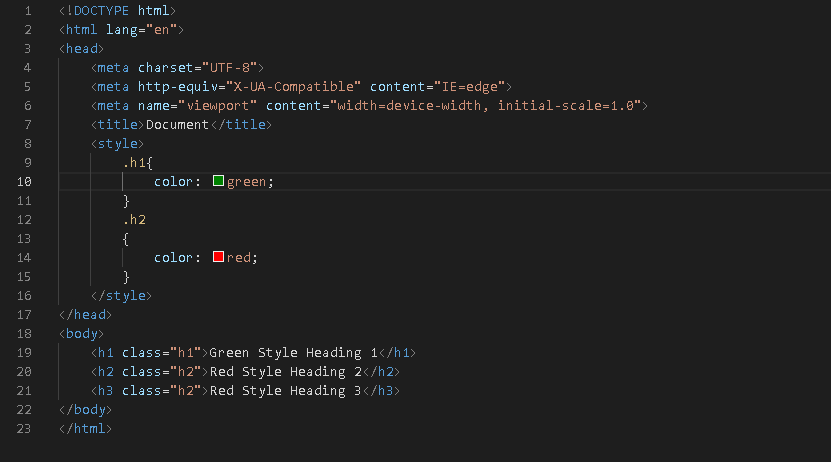 1 <!DOCTYPE html>
2 <html lang="en">
3 <head>
4     <meta charset="UTF-8">
5     <meta http-equiv="X-UA-Compatible" content="IE=edge">
6     <meta name="viewport" content="width=device-width, initial-scale=1.0">
7     <title>Document</title>
8     <style>
9         .h1{
10             color: green;
11         }
12         .h2
13         {
14             color: red;
15         }
16     </style>
17 </head>
18 <body>
19     <h1 class="h1">Green Style Heading 1</h1>
20     <h2 class="h2">Red Style Heading 2</h2>
21     <h3 class="h2">Red Style Heading 3</h3>
22 </body>
23 </html>